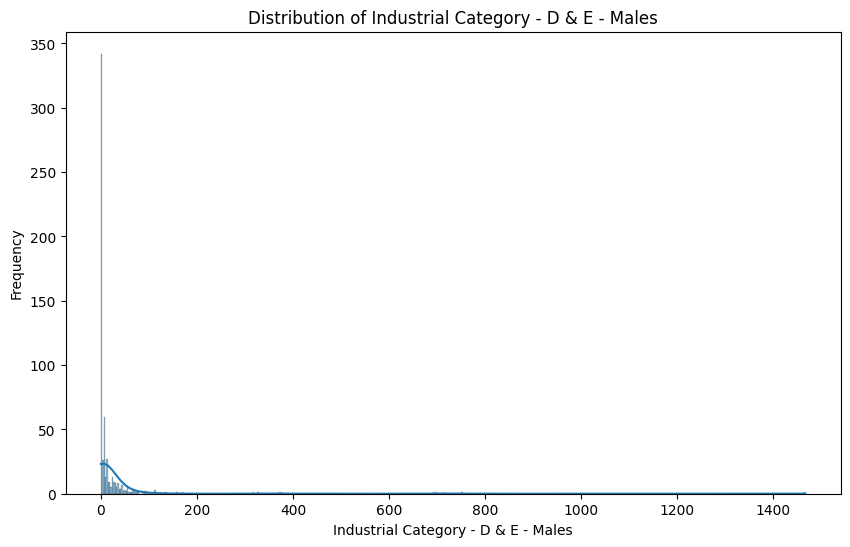 Distribution of Industrial Category - D & E - Males
350
300
250
200
150
100
50
0
Frequency
0 200 400 600 800 1000 1200 1400
Industrial Category - D & E - Males